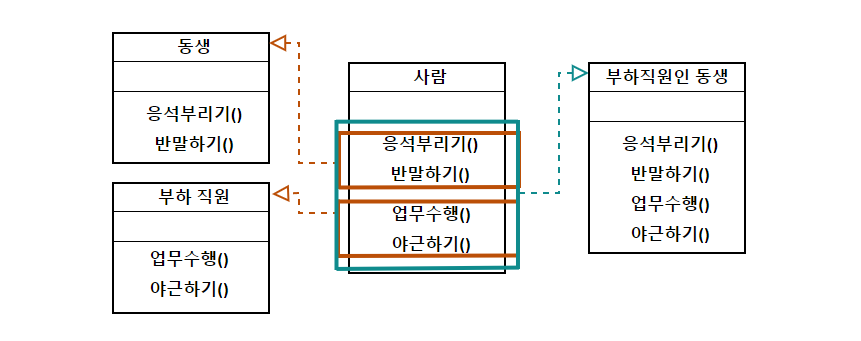 동생
응석부리기()
반말하기()
부하 직원
업무수행()
야근하기()
사람
응석부리기()
반말하기()
업무수행()
야근하기()
부하직원인 동생
응석부리기()
반말하기()
업무수행()
야근하기()